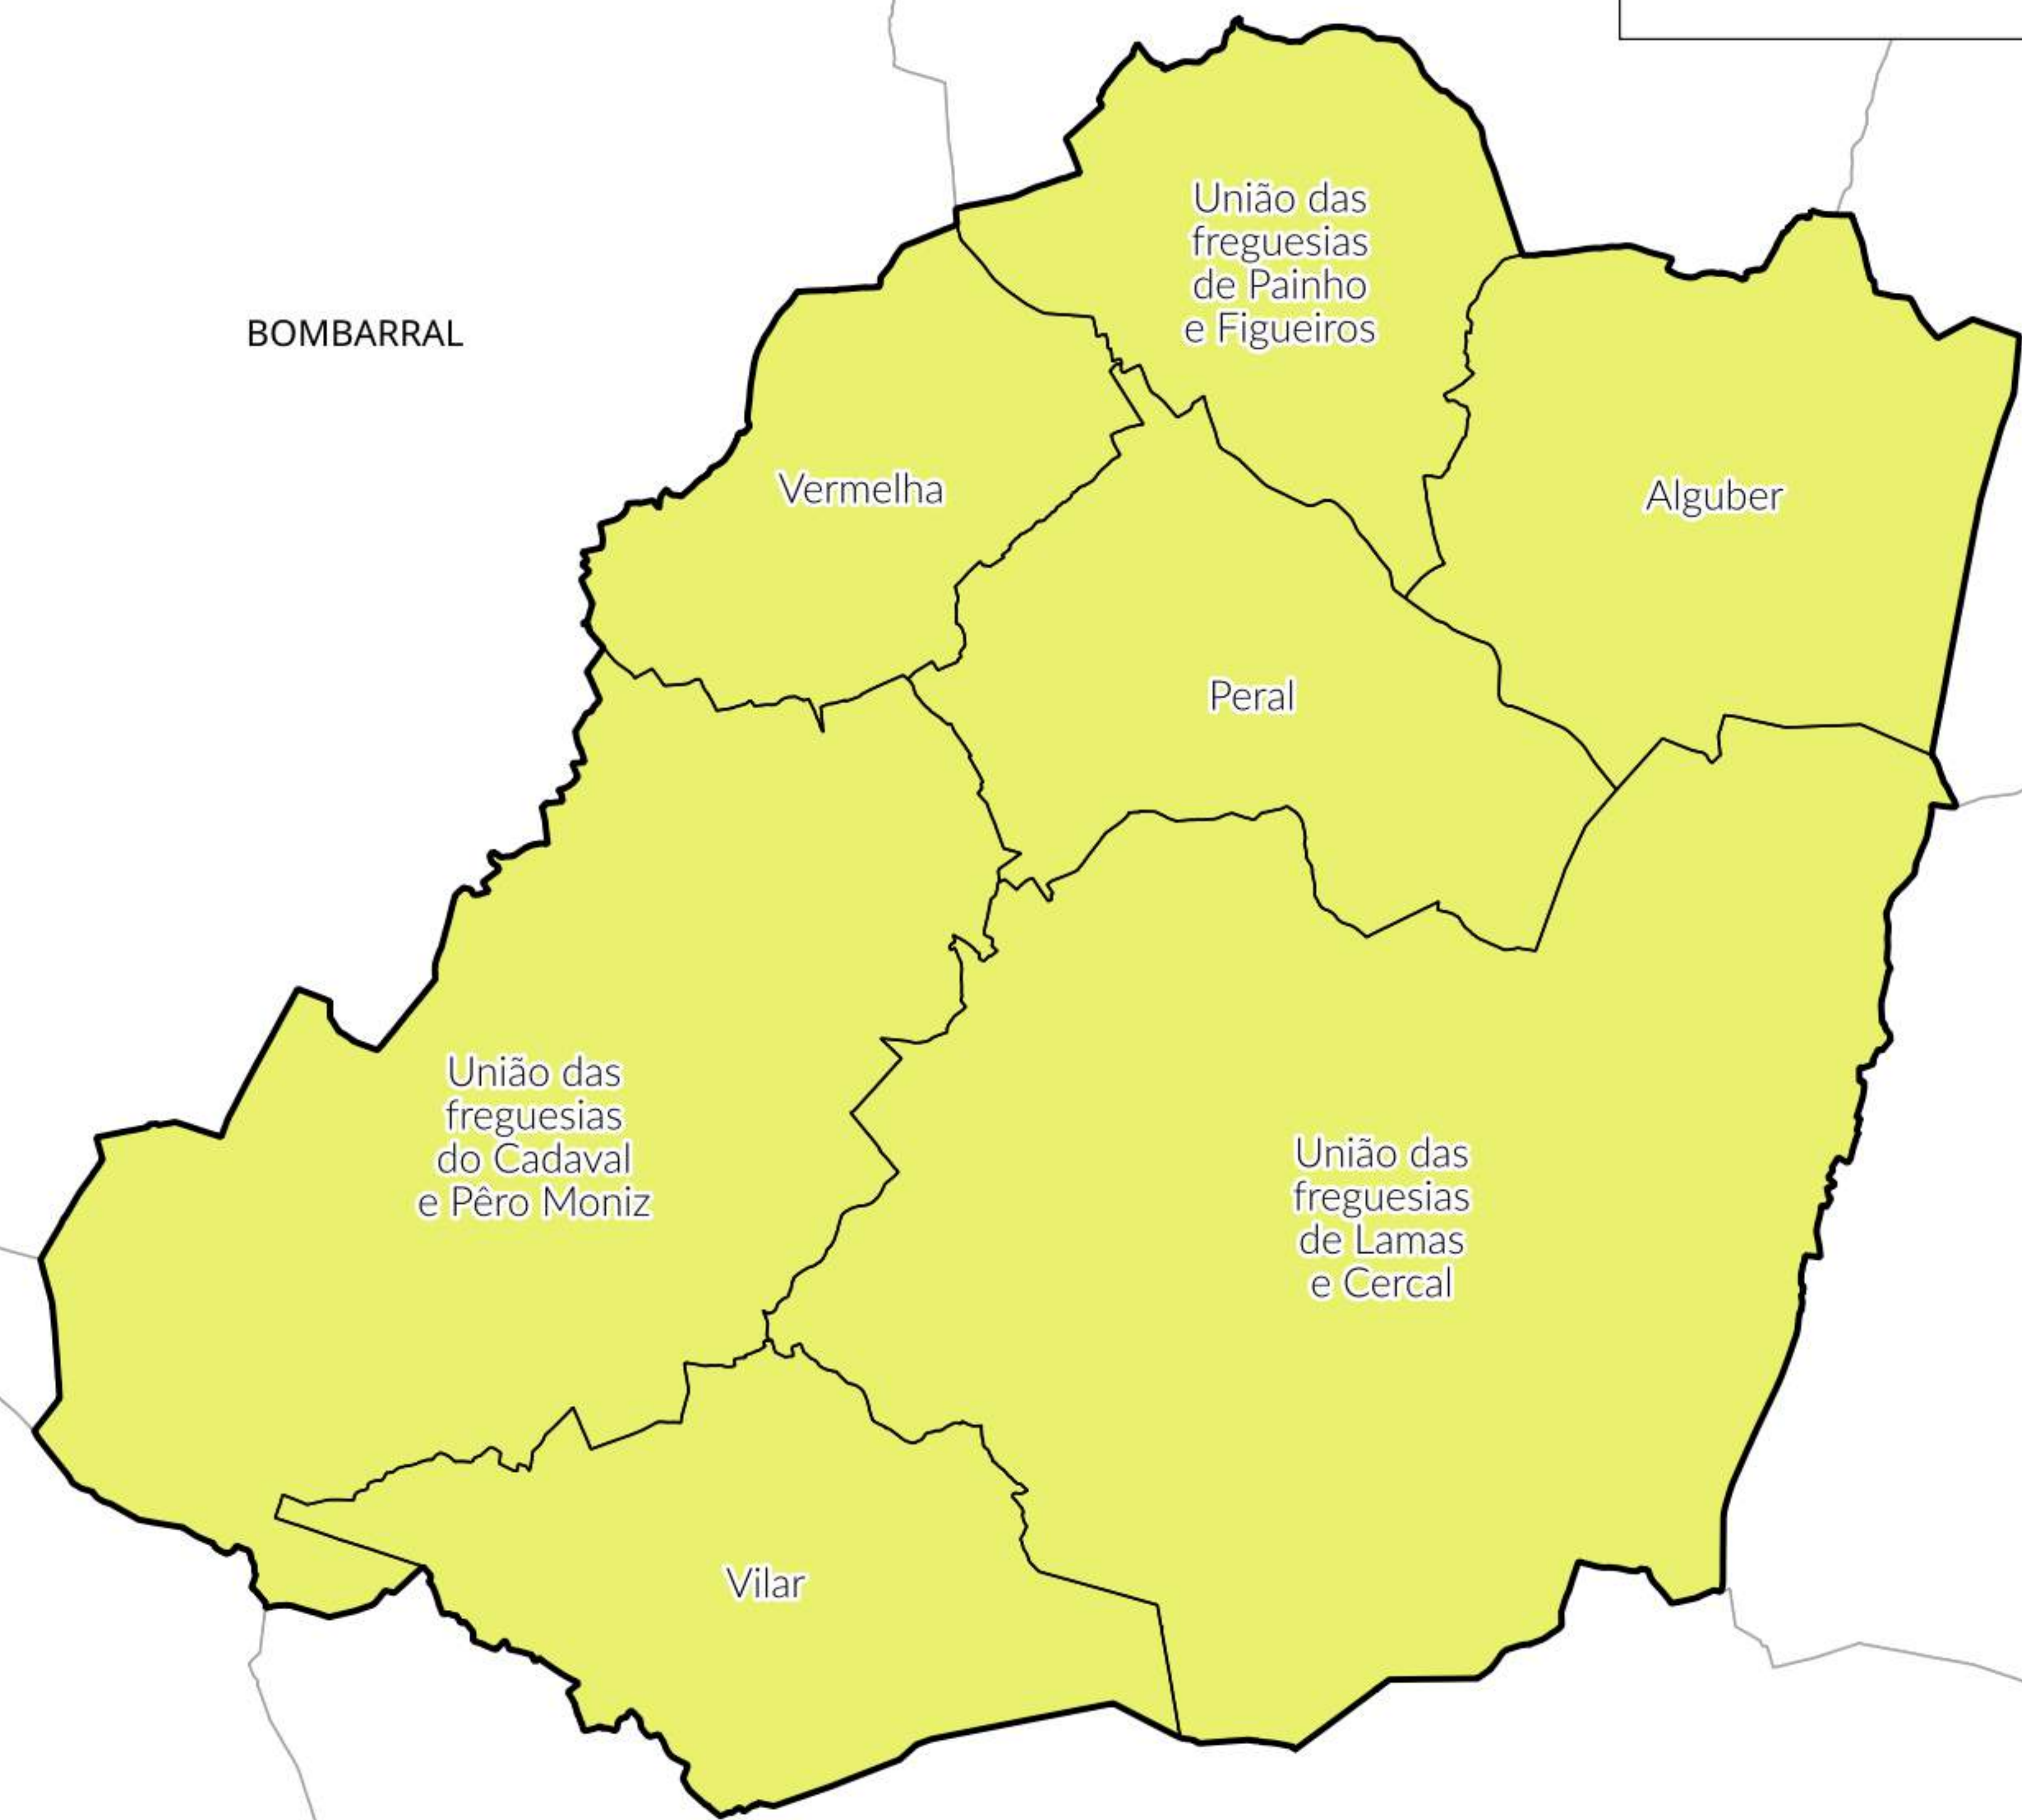 União das
freguesias
de Painho
e Figueiros
BOMBARRAL
Vermelha
Alguber
Peral
União das
freguesias
do Cadaval
e Pêro Moniz
União das
freguesias
de Lamas
e Cercal
Vilar